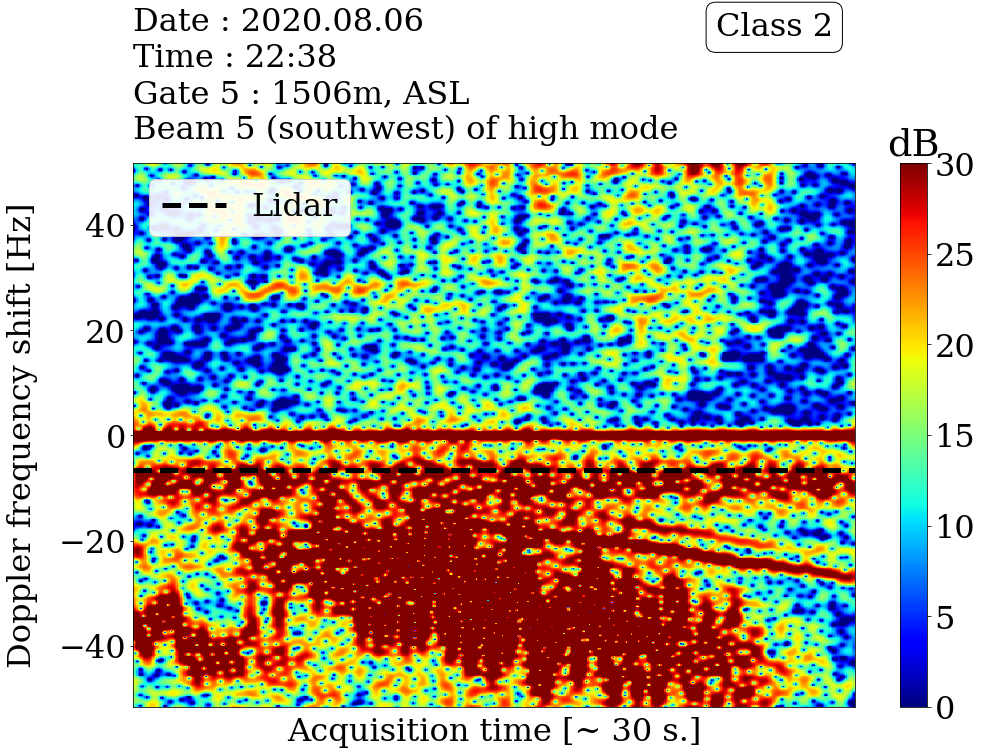 Date : 2020.08.06
Time : 22:38
Gate 5 : 1506m, ASL
Beam 5 (southwest) of high mode
Class 2
dB
Lidar
Doppler frequency shift [Hz]
40
20
0
−20
−40
Acquisition time [~ 30 s.]
30
25
20
15
10
5
0